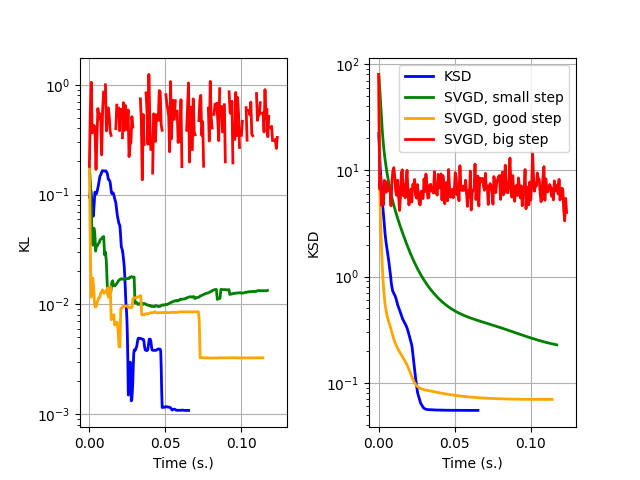 KL
10⁰
10⁻¹
10⁻²
10⁻³
0.00 0.05 0.10
Time (s.)
KSD
10²
10¹
10⁰
10⁻¹
0.00 0.05 0.10
Time (s.)
KSD
SVGD, small step
SVGD, good step
SVGD, big step